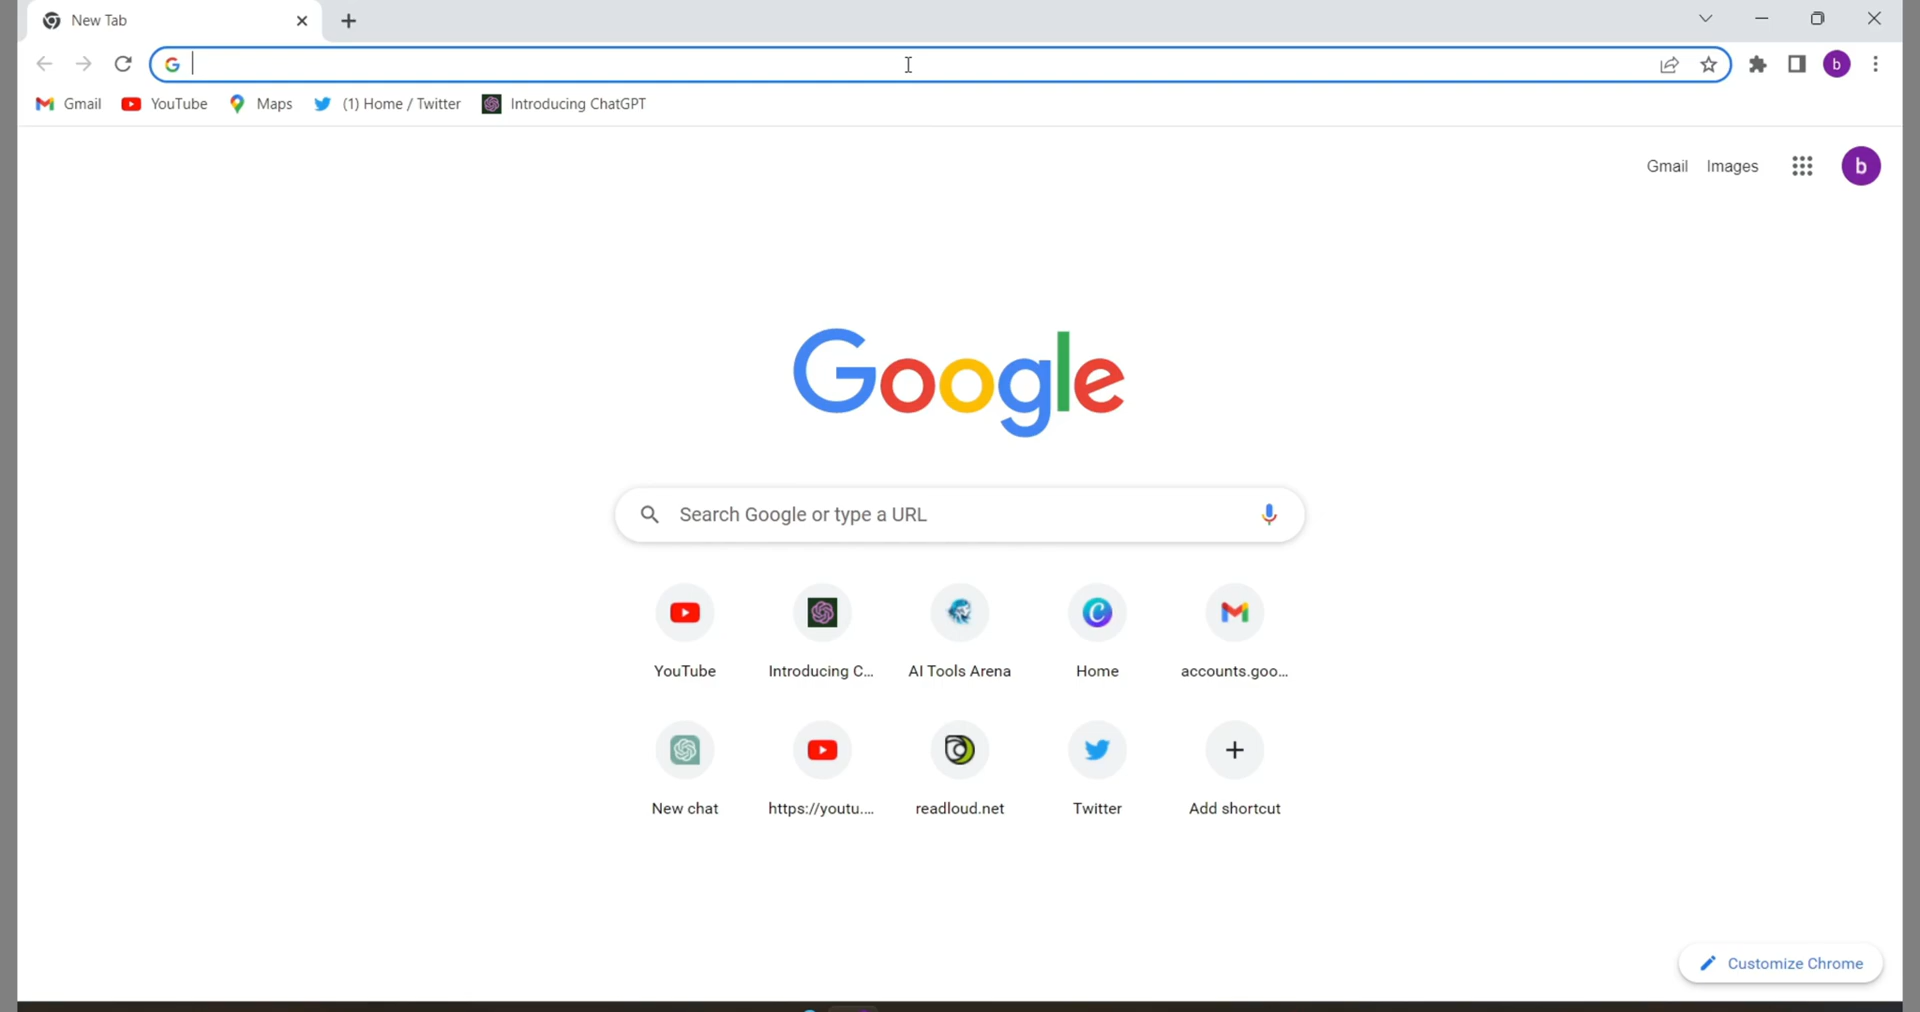 New Tab
Gmail YouTube Maps (1) Home / Twitter Introducing ChatGPT
Gmail Images b
b
Google
Search Google or type a URL
YouTube Introducing C... AI Tools Arena Home accounts.goo...
New chat https://youtu.... readloud.net Twitter Add shortcut
Customize Chrome